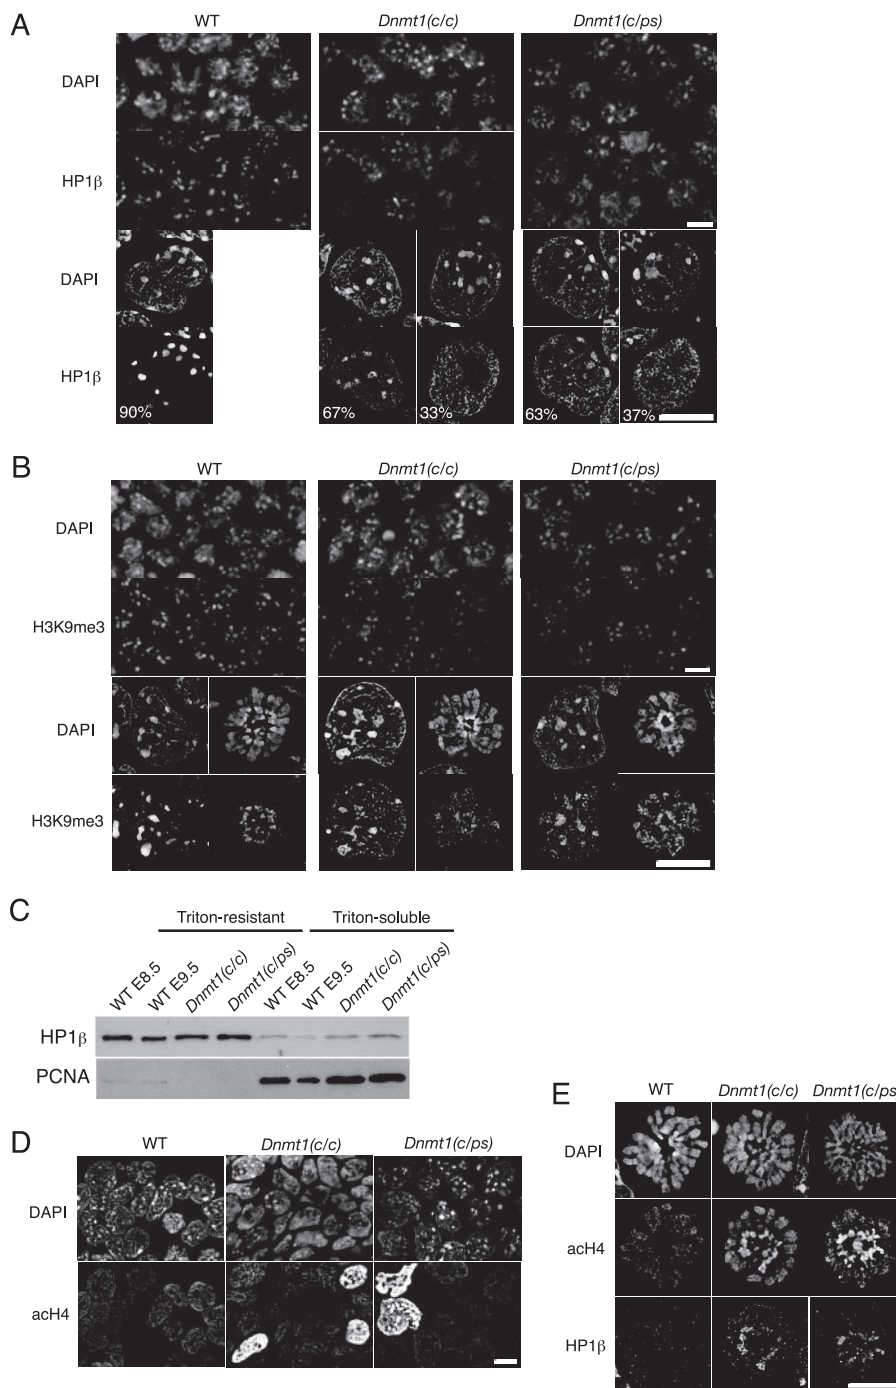 A
WT
Dnmt1(c/c)
Dnmt1(c/ps)
DAPI
HP1β
DAPI
HP1β
90%
67%
33%
63%
37%
B
WT
Dnmt1(c/c)
Dnmt1(c/ps)
DAPI
H3K9me3
DAPI
H3K9me3
C
Triton-resistant
Triton-soluble
WT E8.5
WT E9.5
Dnmt1(c/c)
Dnmt1(c/ps)
WT E8.5
WT E9.5
Dnmt1(c/c)
Dnmt1(c/ps)
HP1β
PCNA
D
WT
Dnmt1(c/c)
Dnmt1(c/ps)
DAPI
acH4
E
WT
Dnmt1(c/c)
Dnmt1(c/ps
DAPI
acH4
HP1β